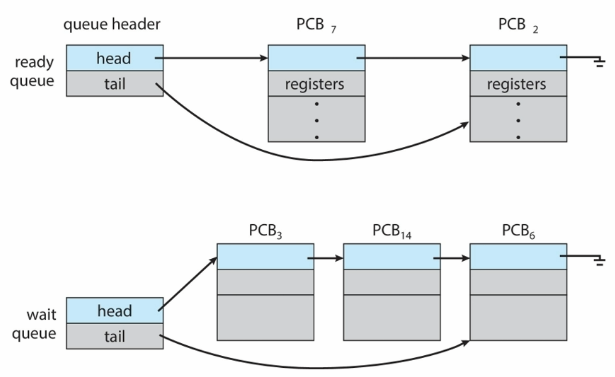 queue header
PCB 7
PCB 2
ready
queue
head
tail
registers
registers
PCB3
PCB14
PCB6
wait
queue
head
tail